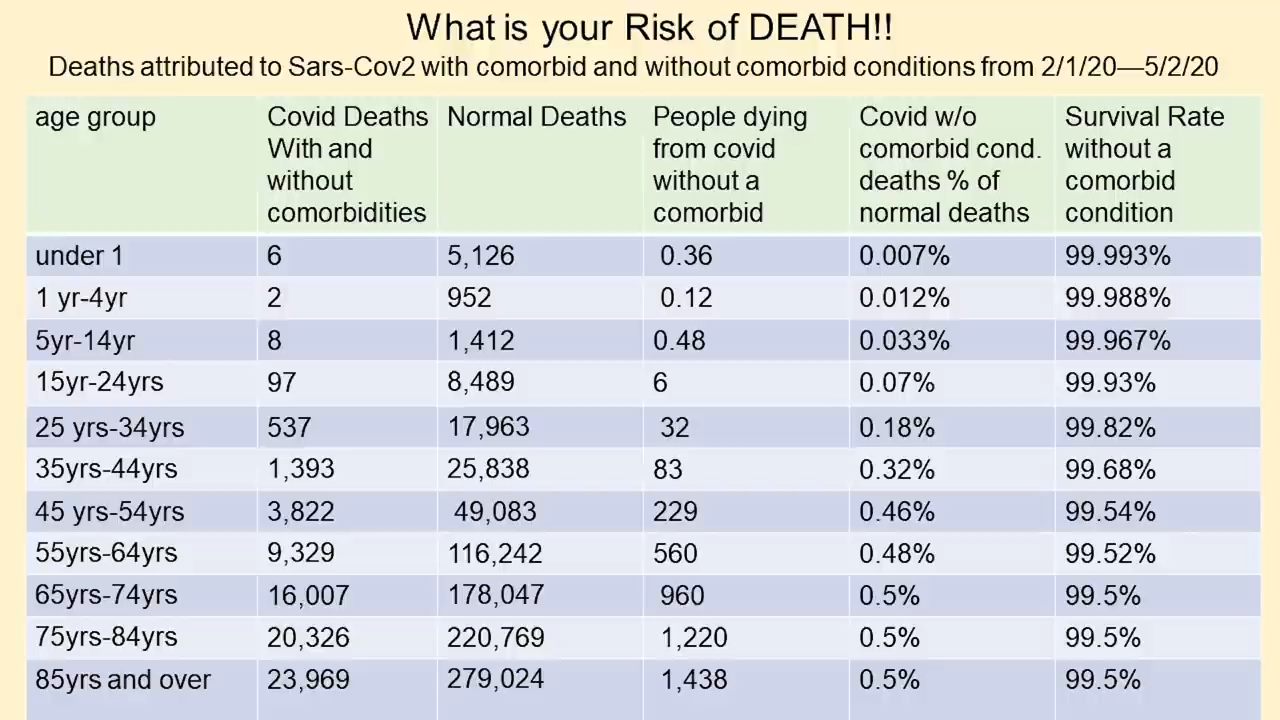 What is your Risk of DEATH!!
Deaths attributed to Sars-Cov2 with comorbid and without comorbid conditions from 2/1/20—5/2/20
age group | Covid Deaths With and without comorbidities | Normal Deaths | People dying from covid without a comorbid | Covid w/o comorbid cond. deaths % of normal deaths | Survival Rate without a comorbid condition
under 1 | 6 | 5,126 | 0.36 | 0.007% | 99.993%
1 yr-4yr | 2 | 952 | 0.12 | 0.012% | 99.988%
5yr-14yr | 8 | 1,412 | 0.48 | 0.033% | 99.967%
15yr-24yrs | 97 | 8,489 | 6 | 0.07% | 99.93%
25 yrs-34yrs | 537 | 17,963 | 32 | 0.18% | 99.82%
35yrs-44yrs | 1,393 | 25,838 | 83 | 0.32% | 99.68%
45 yrs-54yrs | 3,822 | 49,083 | 229 | 0.46% | 99.54%
55yrs-64yrs | 9,329 | 116,242 | 560 | 0.48% | 99.52%
65yrs-74yrs | 16,007 | 178,047 | 960 | 0.5% | 99.5%
75yrs-84yrs | 20,326 | 220,769 | 1,220 | 0.5% | 99.5%
85yrs and over | 23,969 | 279,024 | 1,438 | 0.5% | 99.5%